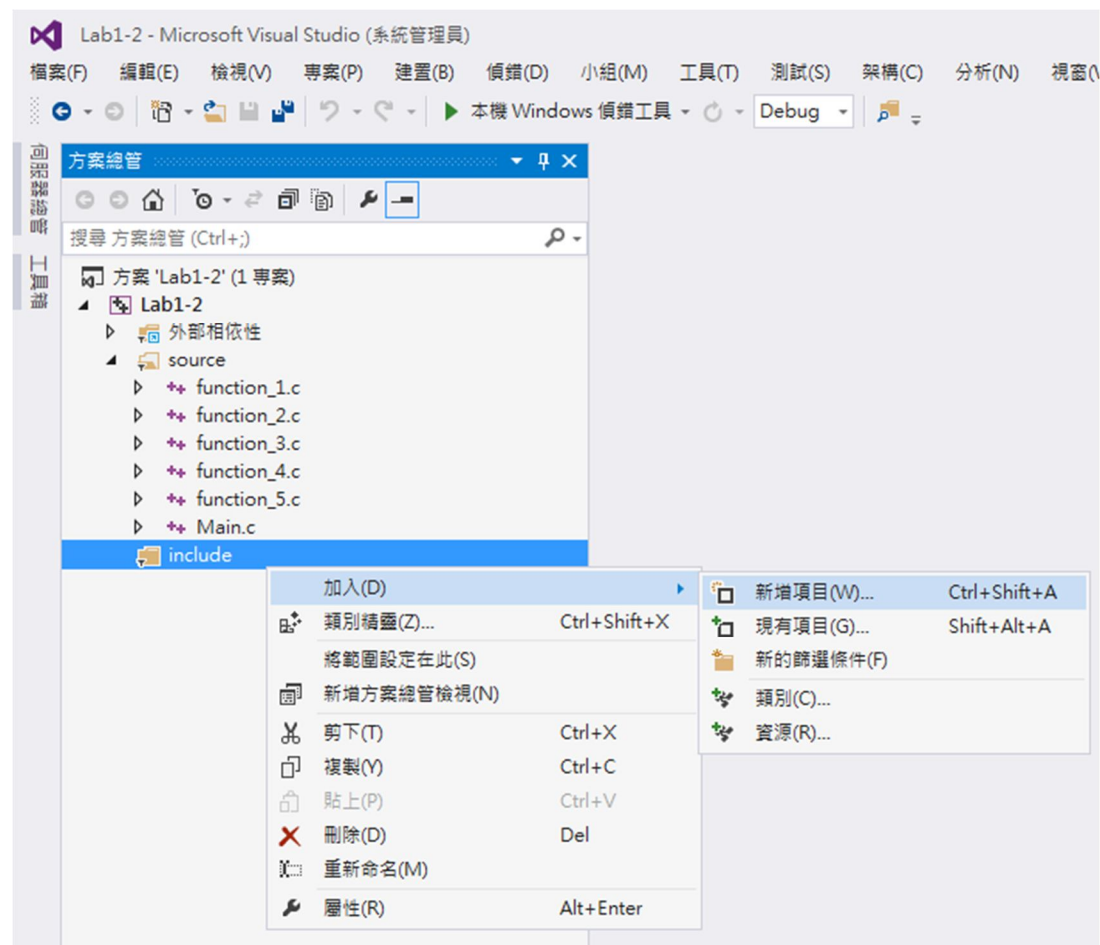 Lab1-2 - Microsoft Visual Studio (系統管理員)
檔案(F) 編輯(E) 檢視(V) 專案(P) 建置(B) 偵錯(D) 小組(M) 工具(T) 測試(S) 架構(C) 分析(N) 視窗(
本機 Windows 偵錯工具 Debug
伺服器總管
工具箱
方案總管
搜尋 方案總管 (Ctrl+;)
方案 'Lab1-2' (1 專案)
Lab1-2
外部相依性
source
function_1.c
function_2.c
function_3.c
function_4.c
function_5.c
Main.c
include
加入(D)
類別精靈(Z)... Ctrl+Shift+X
將範圍設定在此(S)
新增方案總管檢視(N)
剪下(T) Ctrl+X
複製(Y) Ctrl+C
貼上(P) Ctrl+V
刪除(D) Del
重新命名(M)
屬性(R) Alt+Enter
新增項目(W)... Ctrl+Shift+A
現有項目(G)... Shift+Alt+A
新的篩選條件(F)
類別(C)...
資源(R)...